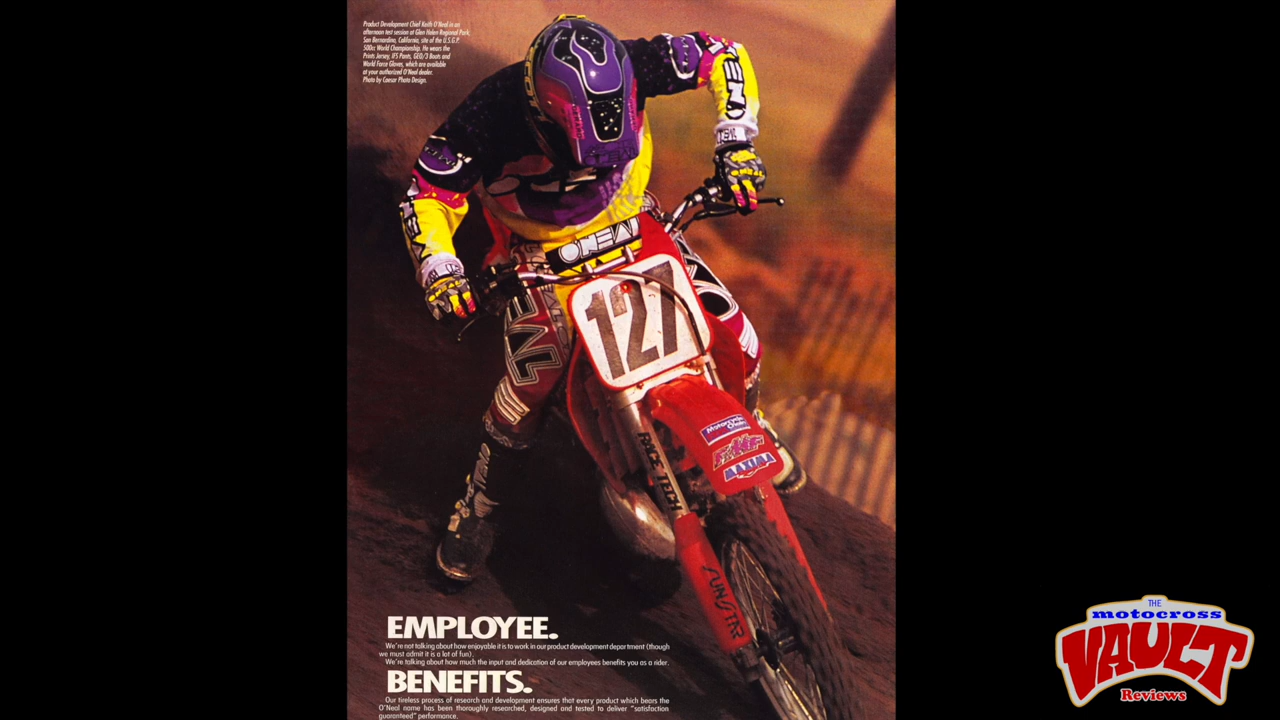 Product Development Chief Keith O'Neal in an
afternoon test session at Glen Helen Regional Park,
San Bernardino, California, site of the U.S.G.P.
500cc World Championship. He wears the
Prints Jersey, IFS Pants, GEO/3 Boots and
World Force Gloves, which are available
at your authorized O'Neal dealer.
Photo by Caesar Photo Design.
O'NEAL
127
MAXIMA
RACE TECH
SUNSTAR
EMPLOYEE.
We're not talking about how enjoyable it is to work in our product development department (though
we must admit it is a lot of fun).
We're talking about how much the input and dedication of our employees benefits you as a rider.
BENEFITS.
Our tireless process of research and development ensures that every product which bears the
O'Neal name has been thoroughly researched, designed and tested to deliver "satisfaction
guaranteed" performance.
THE
motocross
VAULT
Reviews